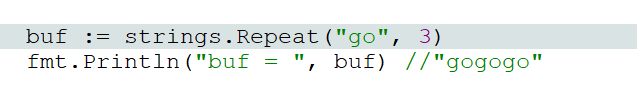 buf := strings.Repeat("go", 3)
fmt.Println("buf = ", buf) //"gogogo"